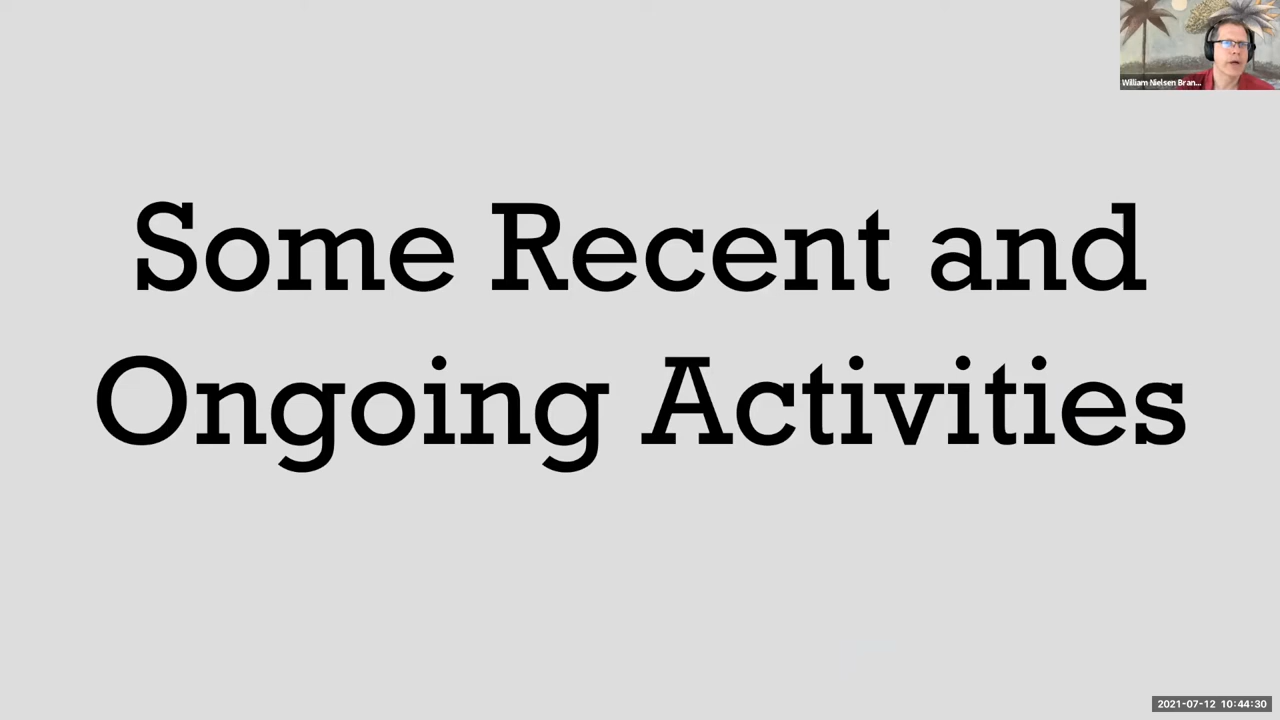 William Nielsen Bran...
Some Recent and
Ongoing Activities
2021-07-12 10:44:30